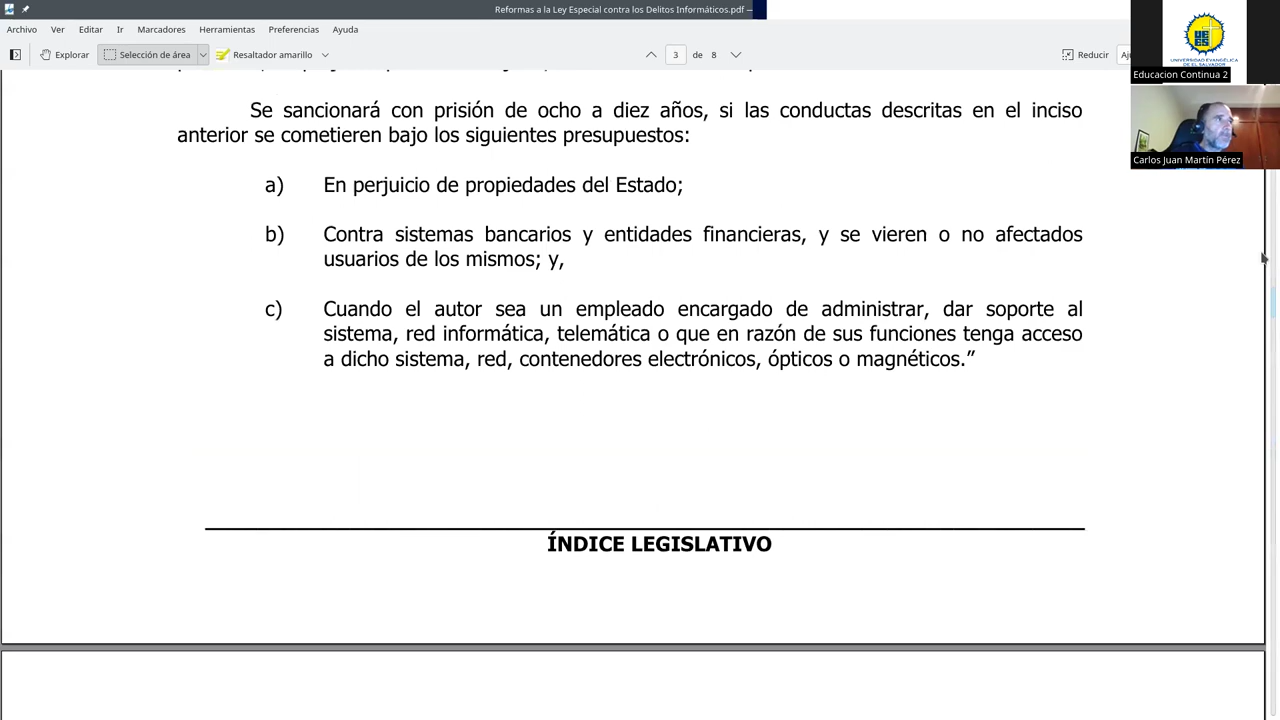 Reformas a la Ley Especial contra los Delitos Informáticos.pdf —
Archivo Ver Editar Ir Marcadores Herramientas Preferencias Ayuda
Explorar Selección de área Resaltador amarillo 3 de 8 Reducir
Educacion Continua 2
Carlos Juan Martín Pérez
UNIVERSIDAD EVANGÉLICA
DE EL SALVADOR
Se sancionará con prisión de ocho a diez años, si las conductas descritas en el inciso
anterior se cometieren bajo los siguientes presupuestos:
a) En perjuicio de propiedades del Estado;
b) Contra sistemas bancarios y entidades financieras, y se vieren o no afectados
usuarios de los mismos; y,
c) Cuando el autor sea un empleado encargado de administrar, dar soporte al
sistema, red informática, telemática o que en razón de sus funciones tenga acceso
a dicho sistema, red, contenedores electrónicos, ópticos o magnéticos.”
ÍNDICE LEGISLATIVO